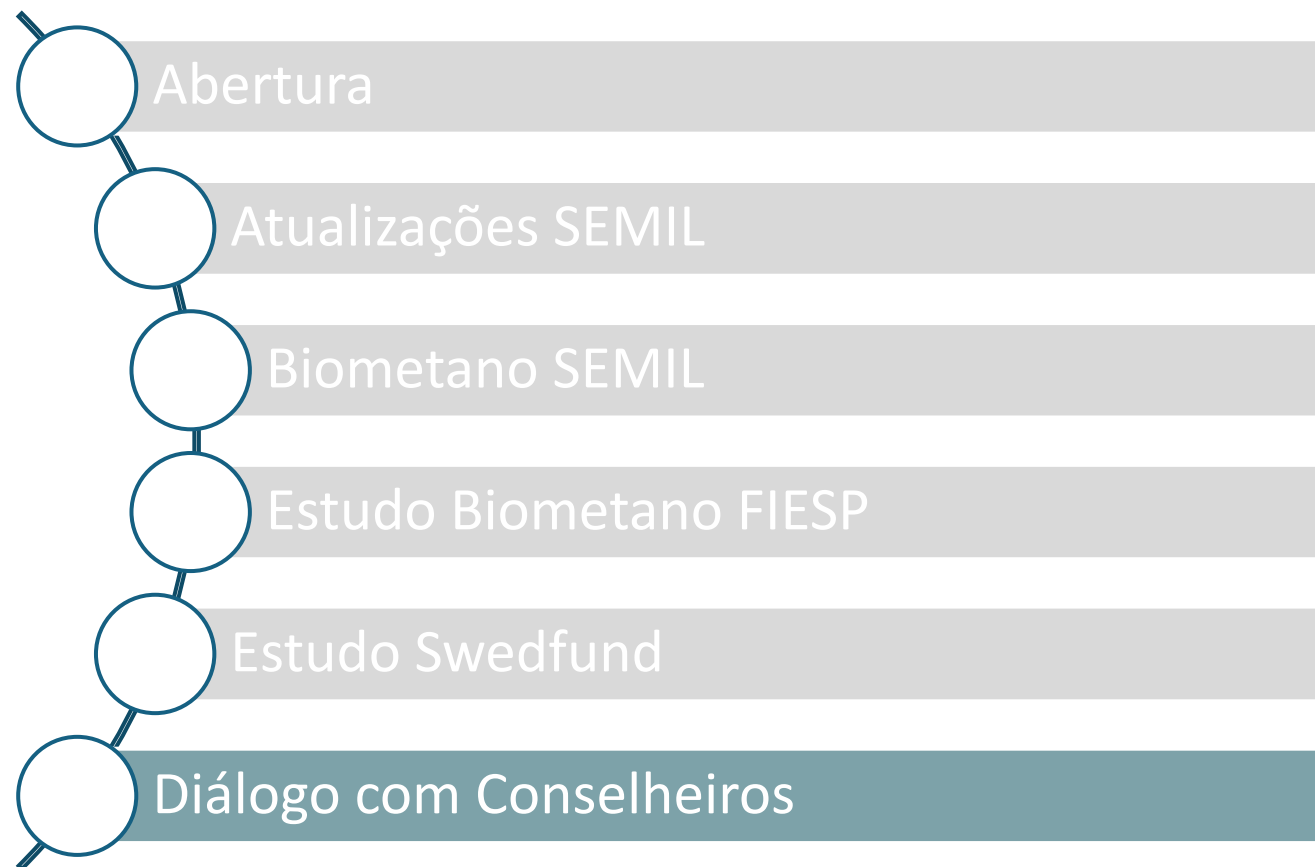 Abertura
Atualizações SEMIL
Biometano SEMIL
Estudo Biometano FIESP
Estudo Swedfund
Diálogo com Conselheiros